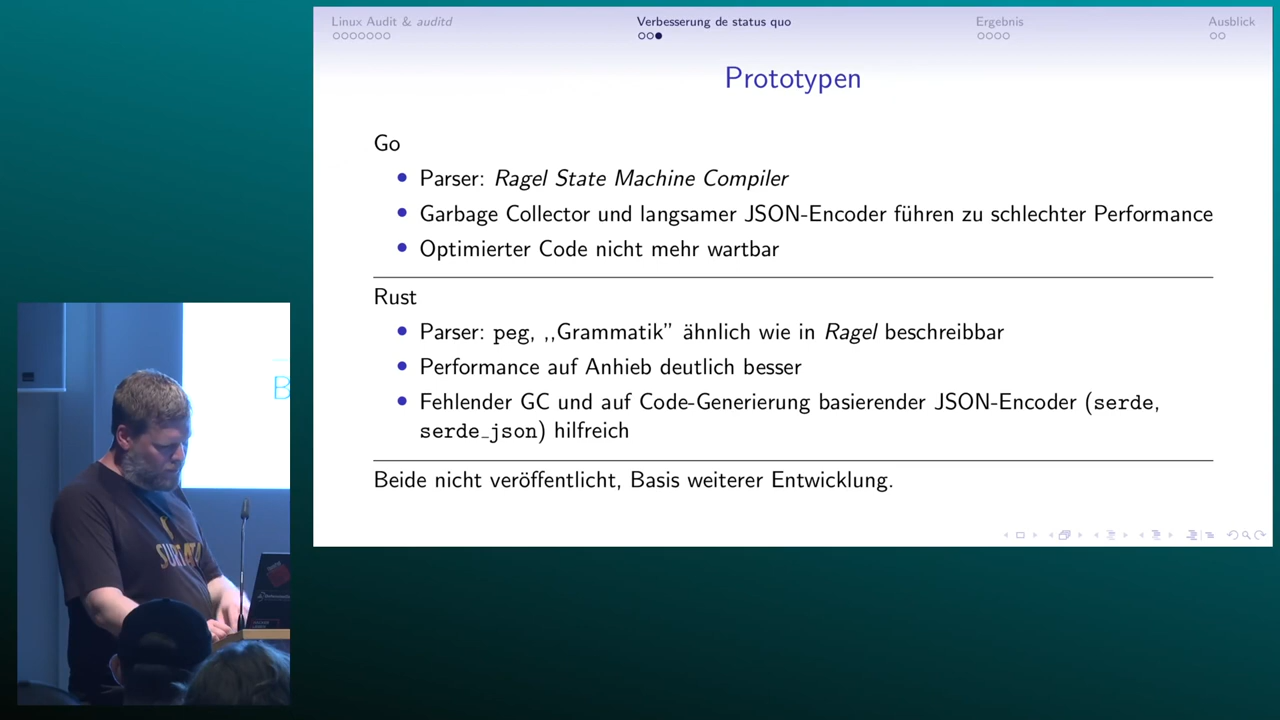 Linux Audit & auditd
Verbesserung de status quo
Ergebnis
Ausblick
Prototypen
Go
Parser: Ragel State Machine Compiler
Garbage Collector und langsamer JSON-Encoder führen zu schlechter Performance
Optimierter Code nicht mehr wartbar
Rust
Parser: peg, ,,Grammatik” ähnlich wie in Ragel beschreibbar
Performance auf Anhieb deutlich besser
Fehlender GC und auf Code-Generierung basierender JSON-Encoder (serde,
serde_json) hilfreich
Beide nicht veröffentlicht, Basis weiterer Entwicklung.
B